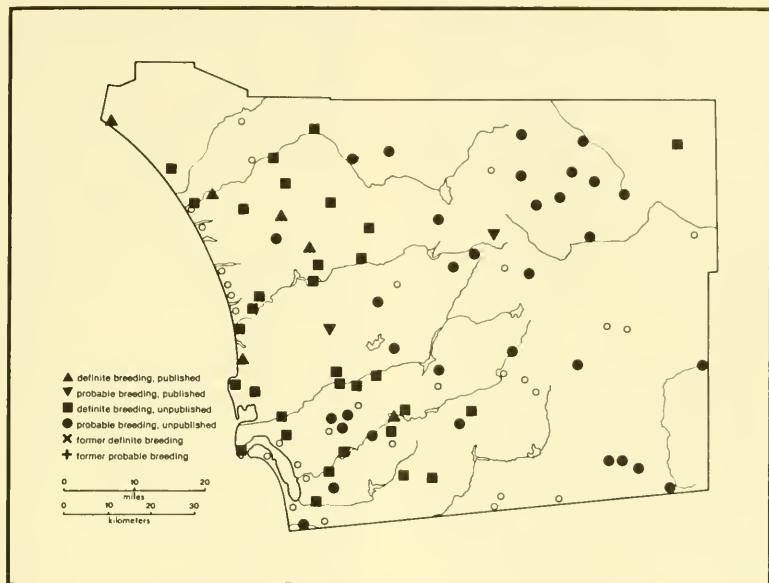 definite breeding, published
probable breeding, published
definite breeding, unpublished
probable breeding, unpublished
former definite breeding
former probable breeding
0 10 20
miles
0 10 20 30
kilometers